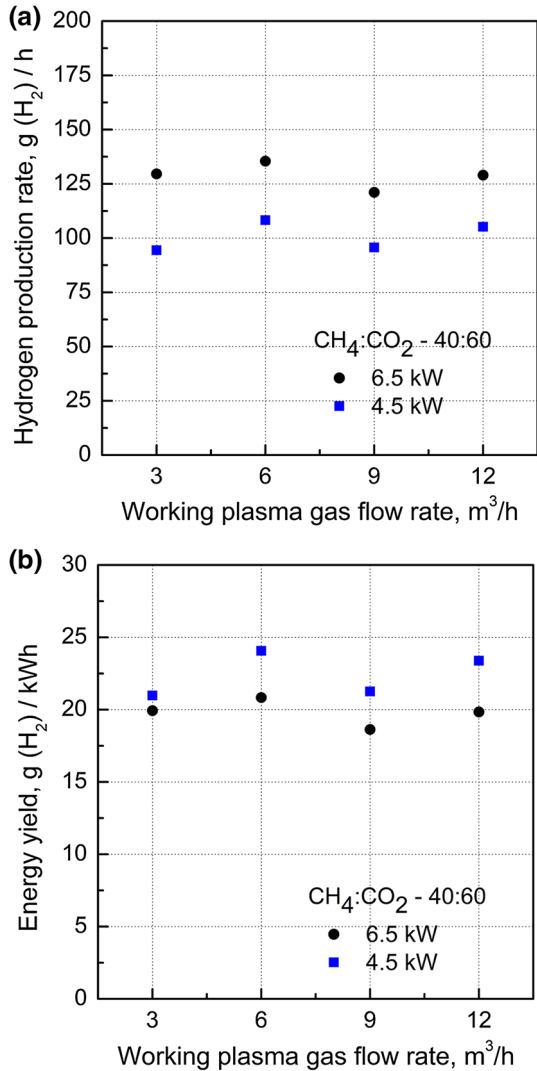 (a)
Hydrogen production rate, g (H₂) / h
200
175
150
125
100
75
50
25
0
CH₄:CO₂ - 40:60
6.5 kW
4.5 kW
3 6 9 12
Working plasma gas flow rate, m³/h
(b)
Energy yield, g (H₂) / kWh
30
25
20
15
10
5
0
CH₄:CO₂ - 40:60
6.5 kW
4.5 kW
3 6 9 12
Working plasma gas flow rate, m³/h